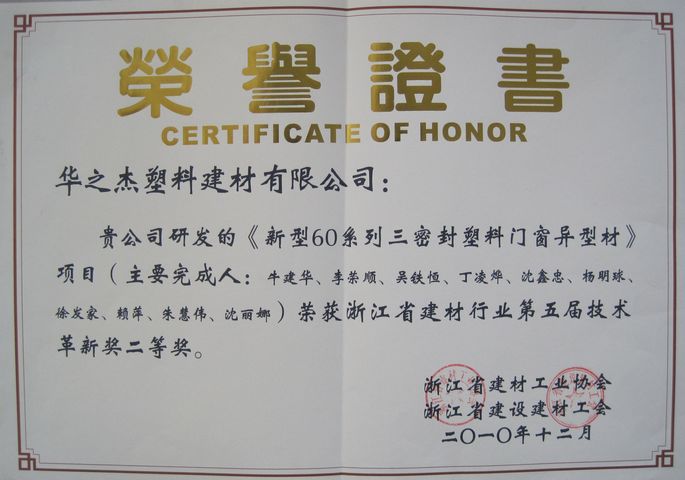 榮譽證書
CERTIFICATE OF HONOR
华之杰塑料建材有限公司：
贵公司研发的《新型60系列三密封塑料门窗异型材》
项目（主要完成人：牛建华、李荣顺、吴铁恒、丁凌烨、沈鑫忠、杨明球、
徐发家、赖萍、朱慧伟、沈丽娜）荣获浙江省建材行业第五届技术
革新奖二等奖。
浙江省建材工业协会
浙江省建设建材工会
二〇一〇年十二月